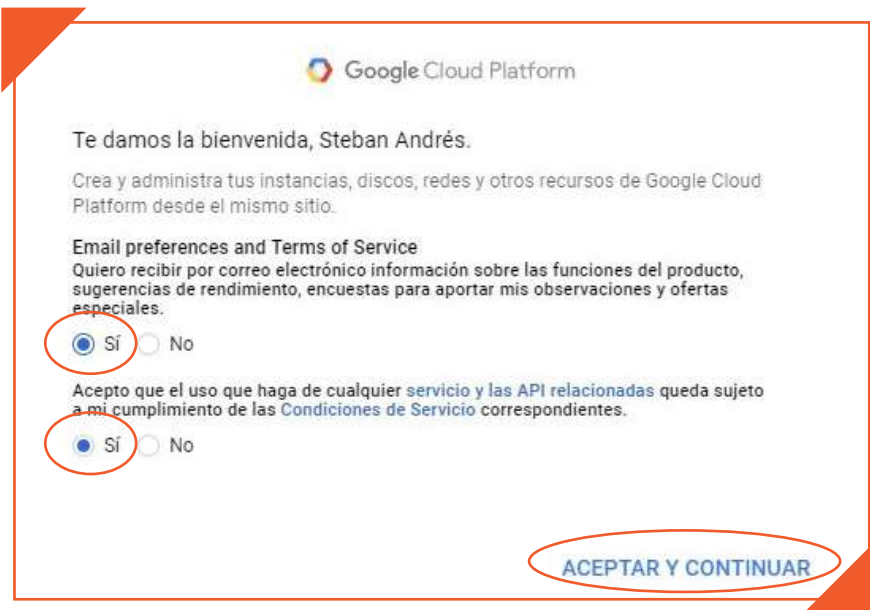 Google Cloud Platform
Te damos la bienvenida, Steban Andrés.
Crea y administra tus instancias, discos, redes y otros recursos de Google Cloud
Platform desde el mismo sitio.
Email preferences and Terms of Service
Quiero recibir por correo electrónico información sobre las funciones del producto,
sugerencias de rendimiento, encuestas para aportar mis observaciones y ofertas
especiales.
Sí No
Acepto que el uso que haga de cualquier servicio y las API relacionadas queda sujeto
a mi cumplimiento de las Condiciones de Servicio correspondientes.
Sí No
ACEPTAR Y CONTINUAR